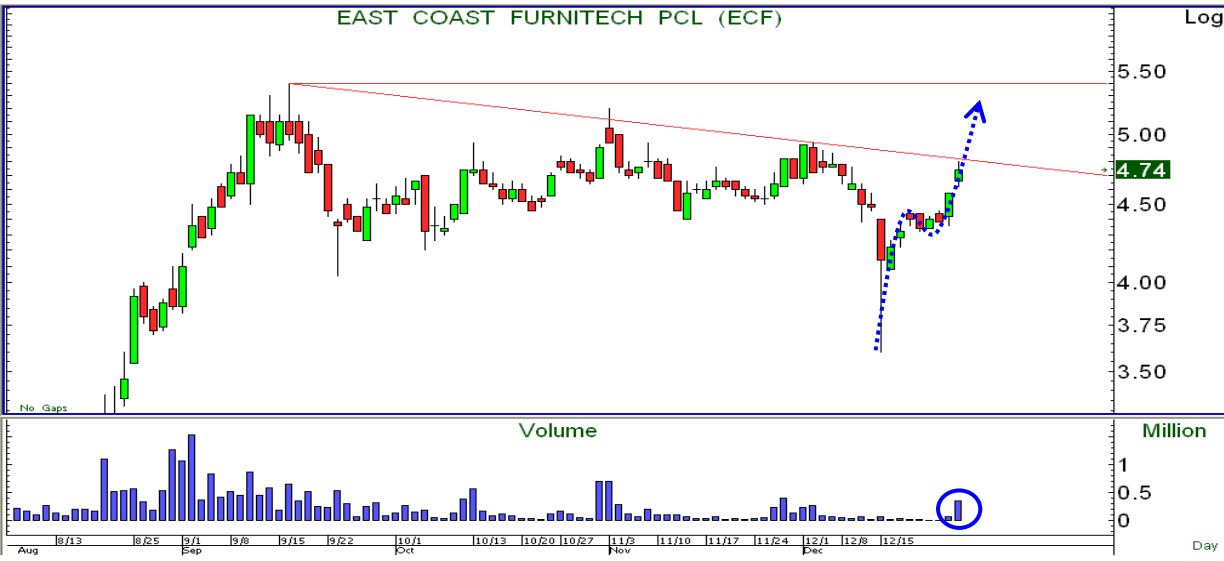 EAST COAST FURNITECH PCL (ECF)
Log
5.50
5.00
4.74
4.50
4.00
3.75
3.50
No Gaps
Volume
Million
1
0.5
0
8/13 8/25 9/1 9/8 9/15 9/22 10/1 10/13 10/20 10/27 11/3 11/10 11/17 11/24 12/1 12/8 12/15
Aug Sep Oct Nov Dec
Day